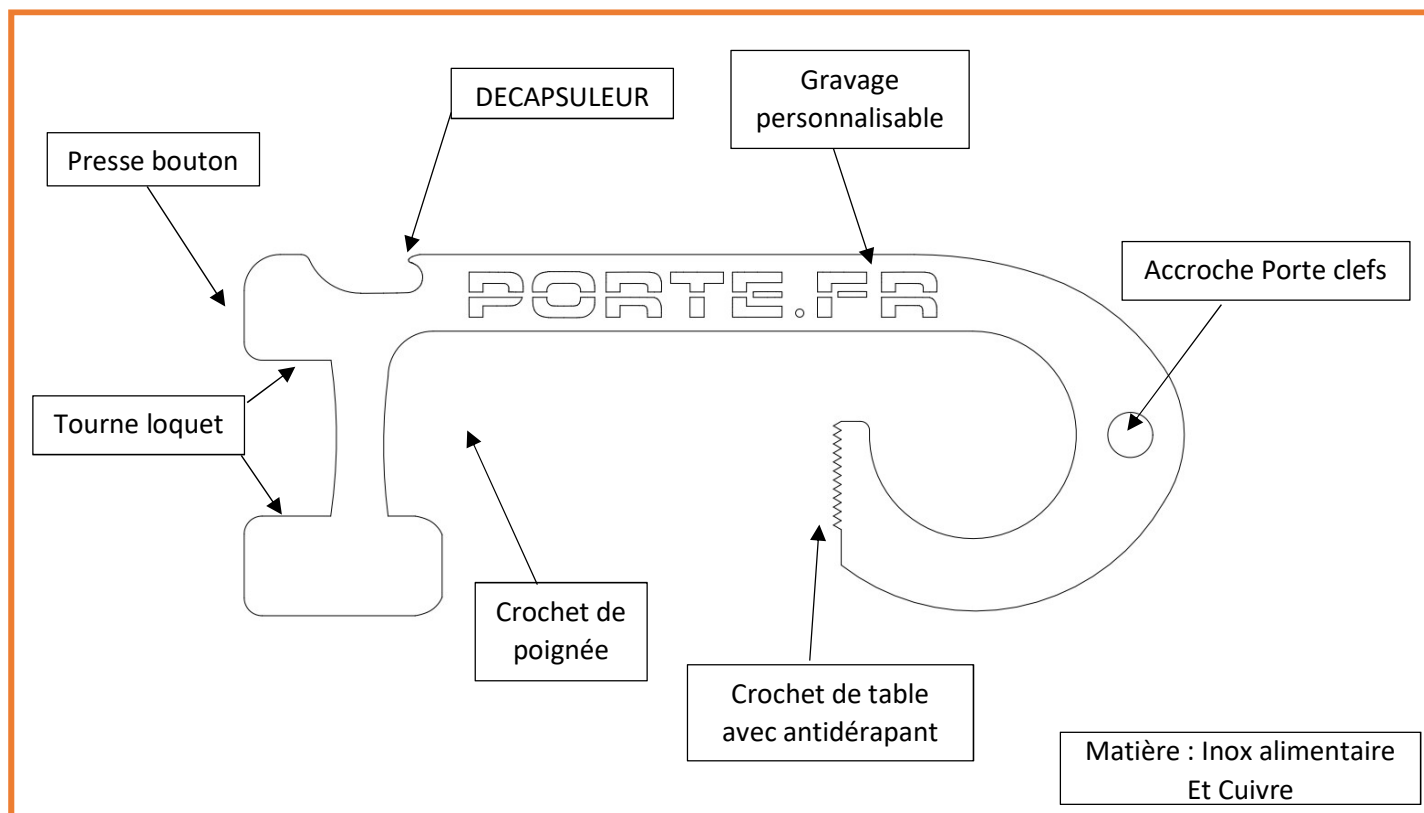 DECAPSULEUR
Gravage
personnalisable
Presse bouton
Accroche Porte clefs
PORTE.FR
Tourne loquet
Crochet de
poignée
Crochet de table
avec antidérapant
Matière : Inox alimentaire
Et Cuivre